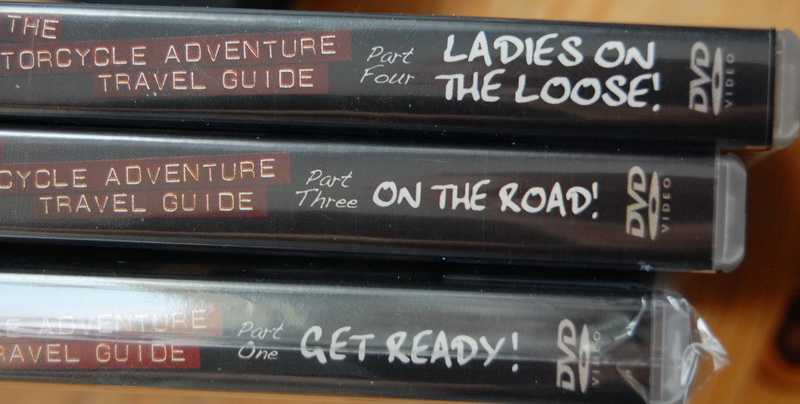 THE
TORCYCLE ADVENTURE
TRAVEL GUIDE
Part
Four
LADIES ON
THE LOOSE!
DVD
VIDEO
CYCLE ADVENTURE
TRAVEL GUIDE
Part
Three
ON THE ROAD!
DVD
VIDEO
E ADVENTURE
RAVEL GUIDE
Part
One
GET READY!
DVD
VIDEO